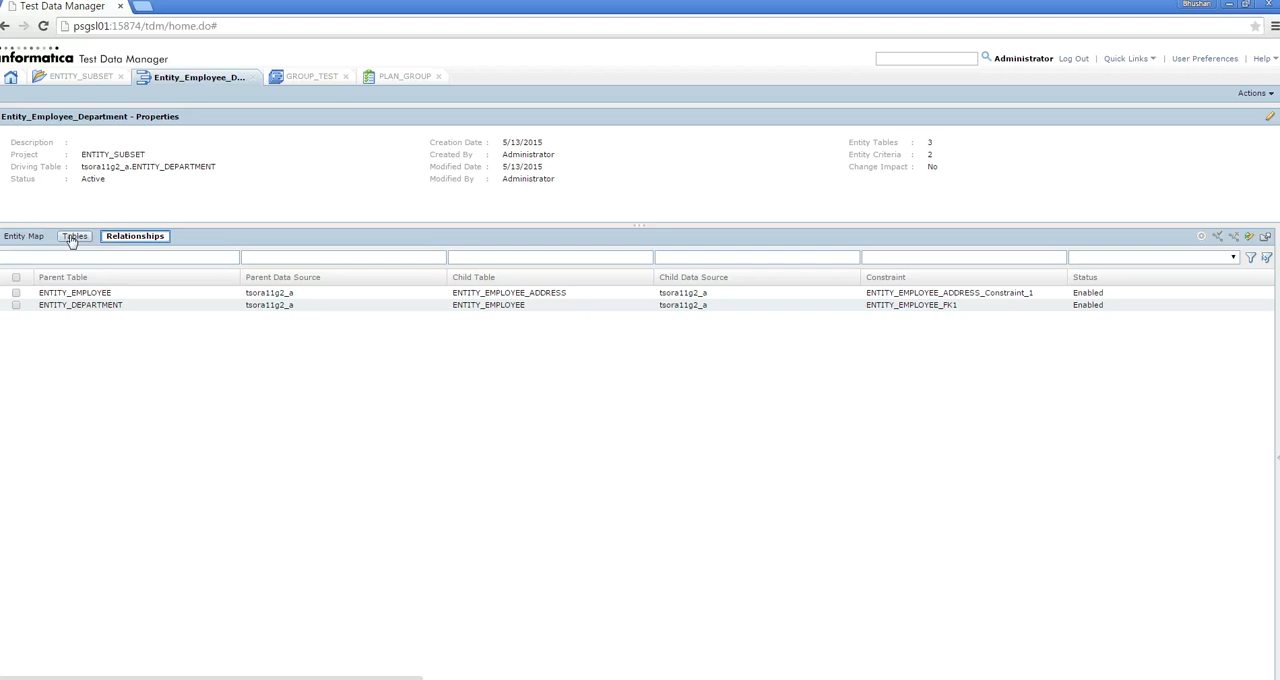 Test Data Manager × Bhushan
psgsl01:15874/tdm/home.do#
nformatica Test Data Manager Administrator Log Out | Quick Links | User Preferences | Help
ENTITY_SUBSET × Entity_Employee_D... GROUP_TEST × PLAN_GROUP ×
Actions
Entity_Employee_Department - Properties
Description : Creation Date : 5/13/2015 Entity Tables : 3
Project : ENTITY_SUBSET Created By : Administrator Entity Criteria : 2
Driving Table : tsora11g2_a.ENTITY_DEPARTMENT Modified Date : 5/13/2015 Change Impact : No
Status : Active Modified By : Administrator
Entity Map Tables Relationships
Parent Table Parent Data Source Child Table Child Data Source Constraint Status
ENTITY_EMPLOYEE tsora11g2_a ENTITY_EMPLOYEE_ADDRESS tsora11g2_a ENTITY_EMPLOYEE_ADDRESS_Constraint_1 Enabled
ENTITY_DEPARTMENT tsora11g2_a ENTITY_EMPLOYEE tsora11g2_a ENTITY_EMPLOYEE_FK1 Enabled